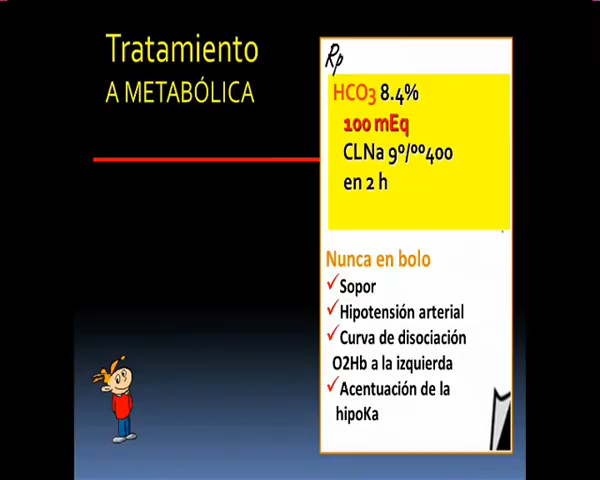 Tratamiento
A METABÓLICA
Rp
HCO3 8.4%
100 mEq
CLNa 9º/ºº400
en 2 h
Nunca en bolo
Sopor
Hipotensión arterial
Curva de disociación
O2Hb a la izquierda
Acentuación de la
hipoKa